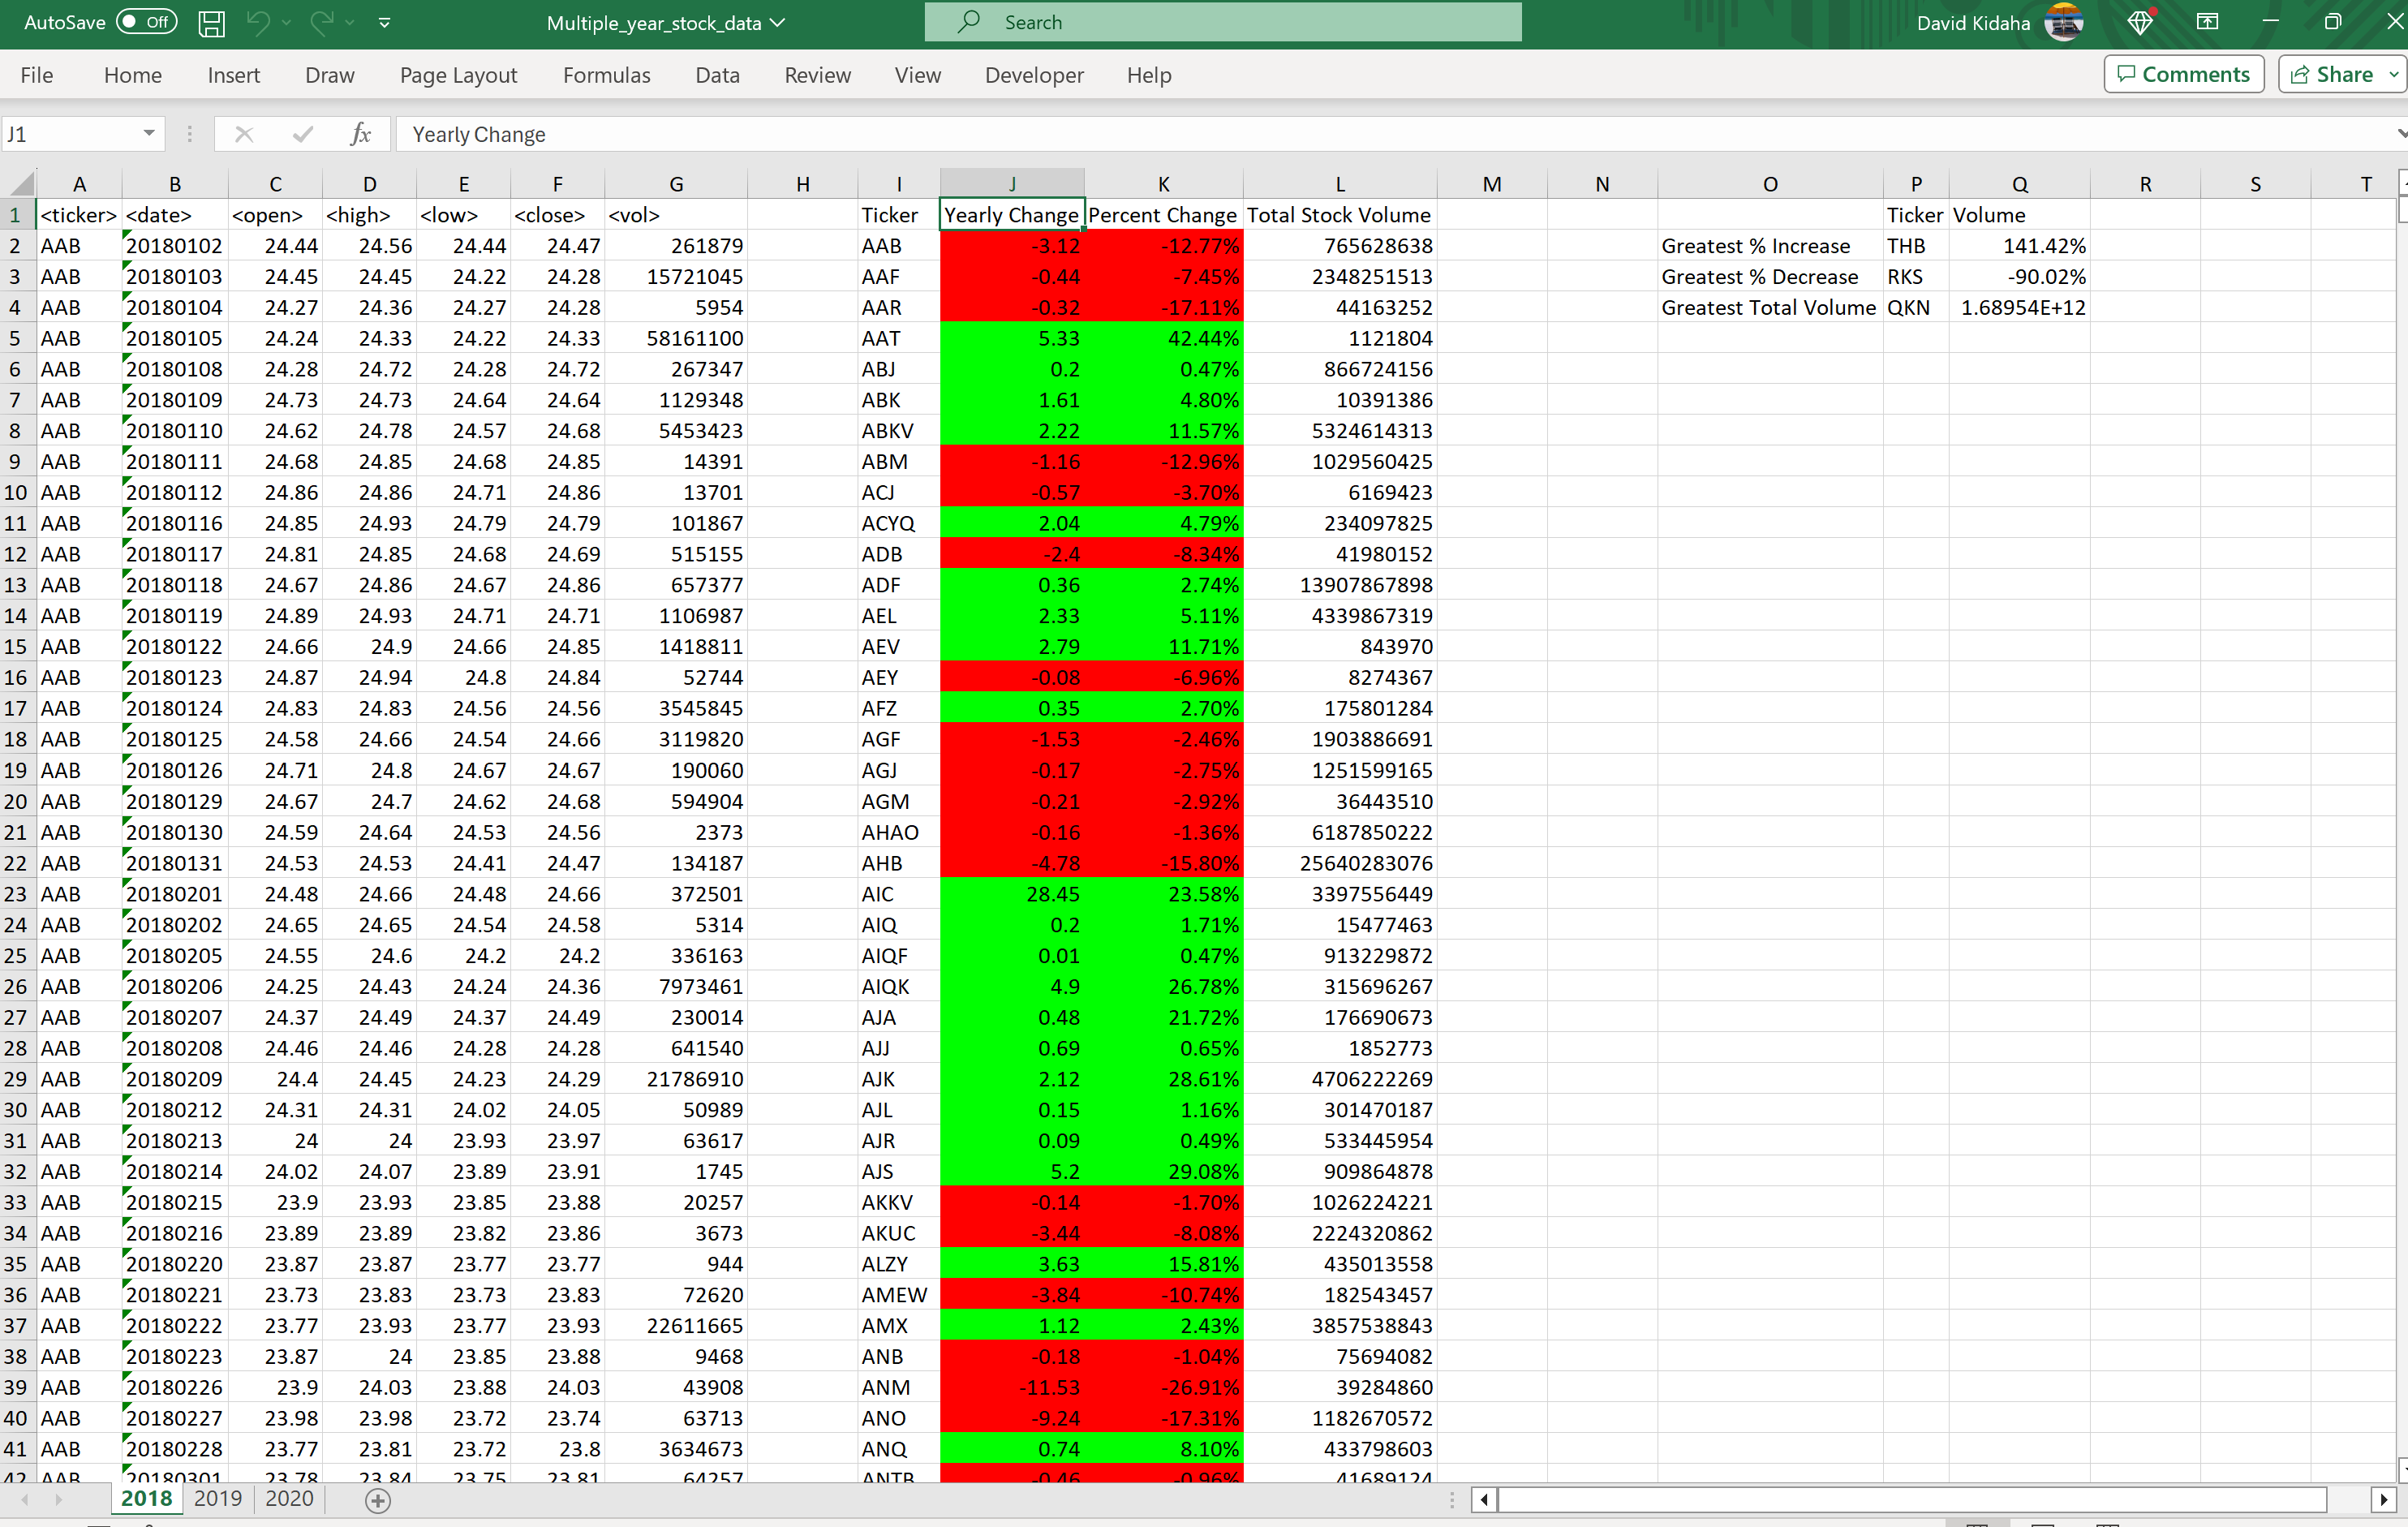 AutoSave Off Multiple_year_stock_data Search David Kidaha
File Home Insert Draw Page Layout Formulas Data Review View Developer Help Comments Share
J1 fx Yearly Change
A B C D E F G H I J K L M N O P Q R S T
1 <ticker> <date> <open> <high> <low> <close> <vol> Ticker Yearly Change Percent Change Total Stock Volume Ticker Volume
2 AAB 20180102 24.44 24.56 24.44 24.47 261879 AAB -3.12 -12.77% 765628638 Greatest % Increase THB 141.42%
3 AAB 20180103 24.45 24.45 24.22 24.28 15721045 AAF -0.44 -7.45% 2348251513 Greatest % Decrease RKS -90.02%
4 AAB 20180104 24.27 24.36 24.27 24.28 5954 AAR -0.32 -17.11% 44163252 Greatest Total Volume QKN 1.68954E+12
5 AAB 20180105 24.24 24.33 24.22 24.33 58161100 AAT 5.33 42.44% 1121804
6 AAB 20180108 24.28 24.72 24.28 24.72 267347 ABJ 0.2 0.47% 866724156
7 AAB 20180109 24.73 24.73 24.64 24.64 1129348 ABK 1.61 4.80% 10391386
8 AAB 20180110 24.62 24.78 24.57 24.68 5453423 ABKV 2.22 11.57% 5324614313
9 AAB 20180111 24.68 24.85 24.68 24.85 14391 ABM -1.16 -12.96% 1029560425
10 AAB 20180112 24.86 24.86 24.71 24.86 13701 ACJ -0.57 -3.70% 6169423
11 AAB 20180116 24.85 24.93 24.79 24.79 101867 ACYQ 2.04 4.79% 234097825
12 AAB 20180117 24.81 24.85 24.68 24.69 515155 ADB -2.4 -8.34% 41980152
13 AAB 20180118 24.67 24.86 24.67 24.86 657377 ADF 0.36 2.74% 13907867898
14 AAB 20180119 24.89 24.93 24.71 24.71 1106987 AEL 2.33 5.11% 4339867319
15 AAB 20180122 24.66 24.9 24.66 24.85 1418811 AEV 2.79 11.71% 843970
16 AAB 20180123 24.87 24.94 24.8 24.84 52744 AEY -0.08 -6.96% 8274367
17 AAB 20180124 24.83 24.83 24.56 24.56 3545845 AFZ 0.35 2.70% 175801284
18 AAB 20180125 24.58 24.66 24.54 24.66 3119820 AGF -1.53 -2.46% 1903886691
19 AAB 20180126 24.71 24.8 24.67 24.67 190060 AGJ -0.17 -2.75% 1251599165
20 AAB 20180129 24.67 24.7 24.62 24.68 594904 AGM -0.21 -2.92% 36443510
21 AAB 20180130 24.59 24.64 24.53 24.56 2373 AHAO -0.16 -1.36% 6187850222
22 AAB 20180131 24.53 24.53 24.41 24.47 134187 AHB -4.78 -15.80% 25640283076
23 AAB 20180201 24.48 24.66 24.48 24.66 372501 AIC 28.45 23.58% 3397556449
24 AAB 20180202 24.65 24.65 24.54 24.58 5314 AIQ 0.2 1.71% 15477463
25 AAB 20180205 24.55 24.6 24.2 24.2 336163 AIQF 0.01 0.47% 913229872
26 AAB 20180206 24.25 24.43 24.24 24.36 7973461 AIQK 4.9 26.78% 315696267
27 AAB 20180207 24.37 24.49 24.37 24.49 230014 AJA 0.48 21.72% 176690673
28 AAB 20180208 24.46 24.46 24.28 24.28 641540 AJJ 0.69 0.65% 1852773
29 AAB 20180209 24.4 24.45 24.23 24.29 21786910 AJK 2.12 28.61% 4706222269
30 AAB 20180212 24.31 24.31 24.02 24.05 50989 AJL 0.15 1.16% 301470187
31 AAB 20180213 24 24 23.93 23.97 63617 AJR 0.09 0.49% 533445954
32 AAB 20180214 24.02 24.07 23.89 23.91 1745 AJS 5.2 29.08% 909864878
33 AAB 20180215 23.9 23.93 23.85 23.88 20257 AKKV -0.14 -1.70% 1026224221
34 AAB 20180216 23.89 23.89 23.82 23.86 3673 AKUC -3.44 -8.08% 2224320862
35 AAB 20180220 23.87 23.87 23.77 23.77 944 ALZY 3.63 15.81% 435013558
36 AAB 20180221 23.73 23.83 23.73 23.83 72620 AMEW -3.84 -10.74% 182543457
37 AAB 20180222 23.77 23.93 23.77 23.93 22611665 AMX 1.12 2.43% 3857538843
38 AAB 20180223 23.87 24 23.85 23.88 9468 ANB -0.18 -1.04% 75694082
39 AAB 20180226 23.9 24.03 23.88 24.03 43908 ANM -11.53 -26.91% 39284860
40 AAB 20180227 23.98 23.98 23.72 23.74 63713 ANO -9.24 -17.31% 1182670572
41 AAB 20180228 23.77 23.81 23.72 23.8 3634673 ANQ 0.74 8.10% 433798603
42 AAB 20180301 23.78 23.84 23.75 23.81 64257 ANTB -0.46 -0.96% 41689124
2018 2019 2020